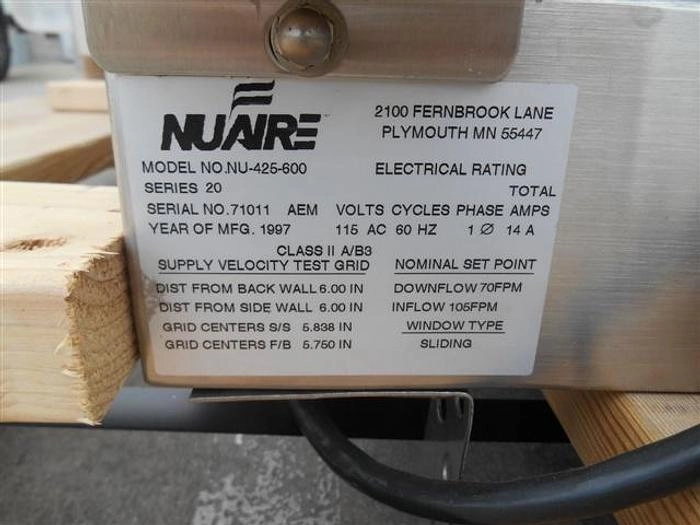 NUAIRE
2100 FERNBROOK LANE
PLYMOUTH MN 55447
MODEL NO.NU-425-600 ELECTRICAL RATING
SERIES 20 TOTAL
SERIAL NO.71011 AEM VOLTS CYCLES PHASE AMPS
YEAR OF MFG. 1997 115 AC 60 HZ 1 Ø 14 A
CLASS II A/B3
SUPPLY VELOCITY TEST GRID NOMINAL SET POINT
DIST FROM BACK WALL 6.00 IN DOWNFLOW 70FPM
DIST FROM SIDE WALL 6.00 IN INFLOW 105FPM
GRID CENTERS S/S 5.838 IN WINDOW TYPE
GRID CENTERS F/B 5.750 IN SLIDING